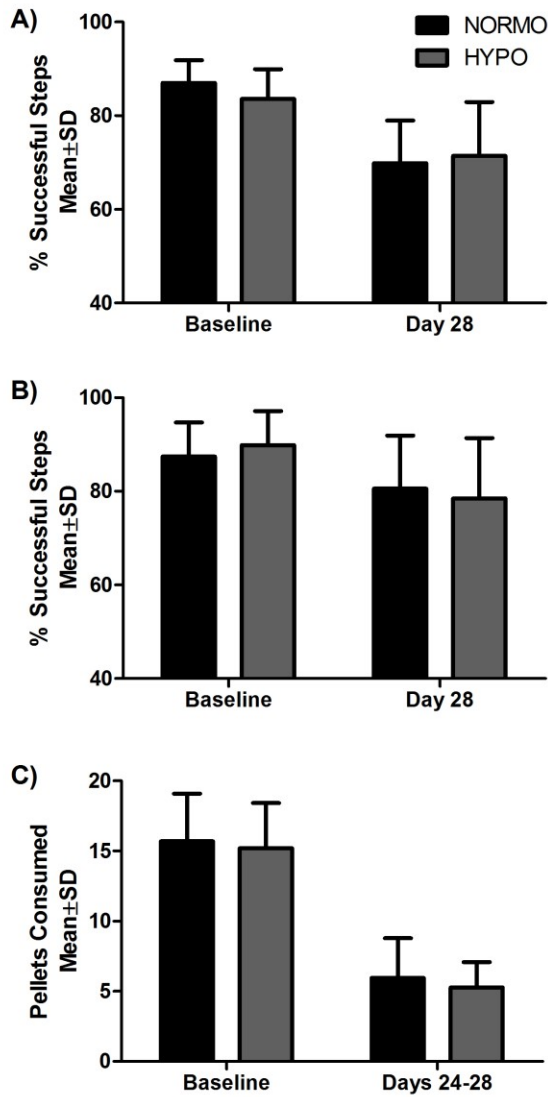 A)
NORMO
HYPO
% Successful Steps
Mean±SD
100
80
60
40
Baseline
Day 28
B)
% Successful Steps
Mean±SD
100
80
60
40
Baseline
Day 28
C)
Pellets Consumed
Mean±SD
20
15
10
5
0
Baseline
Days 24-28